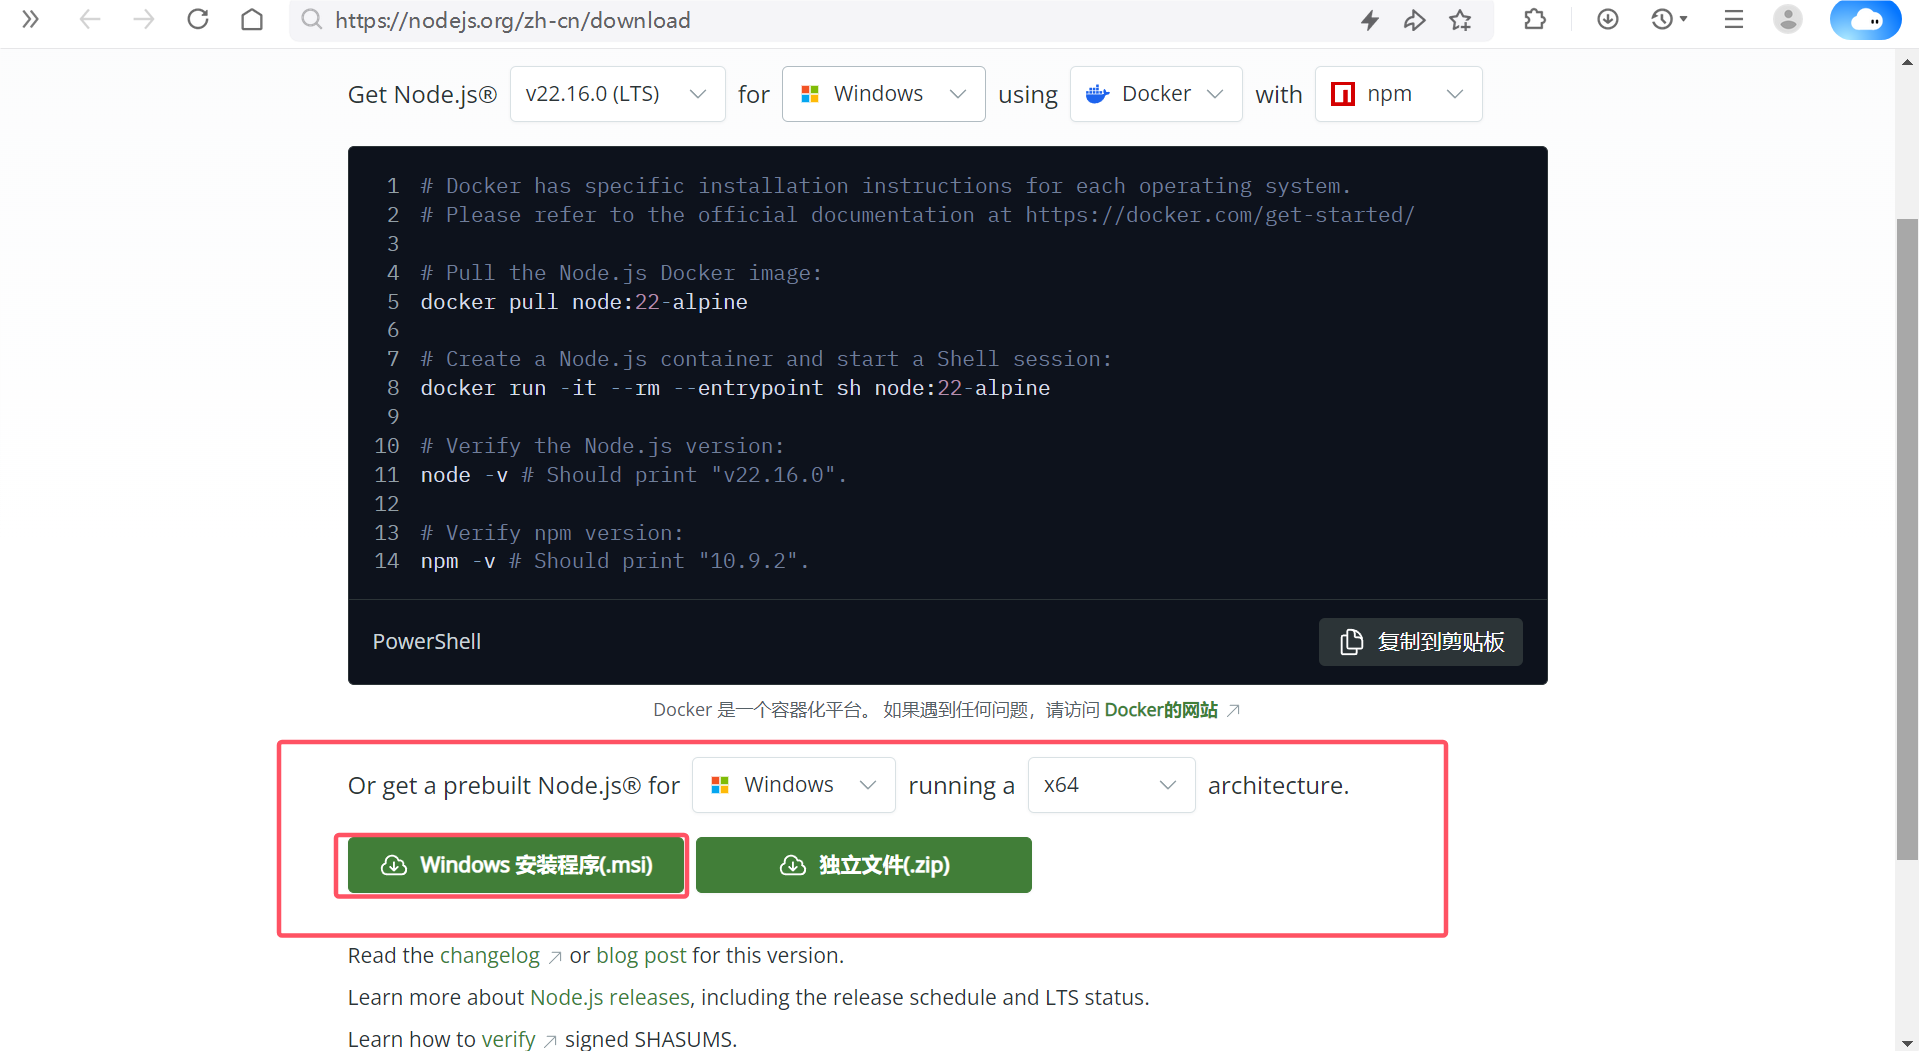 https://nodejs.org/zh-cn/download
Get Node.js® v22.16.0 (LTS) for Windows using Docker with npm
1 # Docker has specific installation instructions for each operating system.
2 # Please refer to the official documentation at https://docker.com/get-started/
3
4 # Pull the Node.js Docker image:
5 docker pull node:22-alpine
6
7 # Create a Node.js container and start a Shell session:
8 docker run -it --rm --entrypoint sh node:22-alpine
9
10 # Verify the Node.js version:
11 node -v # Should print "v22.16.0".
12
13 # Verify npm version:
14 npm -v # Should print "10.9.2".
PowerShell 复制到剪贴板
Docker 是一个容器化平台。 如果遇到任何问题，请访问 Docker的网站
Or get a prebuilt Node.js® for Windows running a x64 architecture.
Windows 安装程序(.msi) 独立文件(.zip)
Read the changelog or blog post for this version.
Learn more about Node.js releases, including the release schedule and LTS status.
Learn how to verify signed SHASUMS.